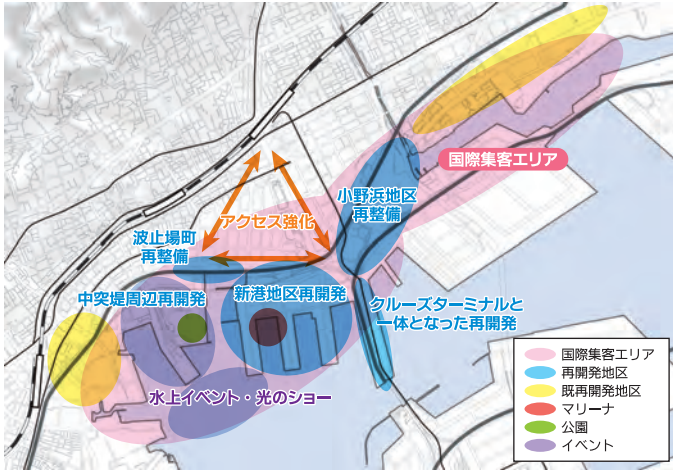 国際集客エリア
小野浜地区
再整備
アクセス強化
波止場町
再整備
中突堤周辺再開発
新港地区再開発
クルーズターミナルと
一体となった再開発
水上イベント・光のショー
国際集客エリア
再開発地区
既再開発地区
マリーナ
公園
イベント